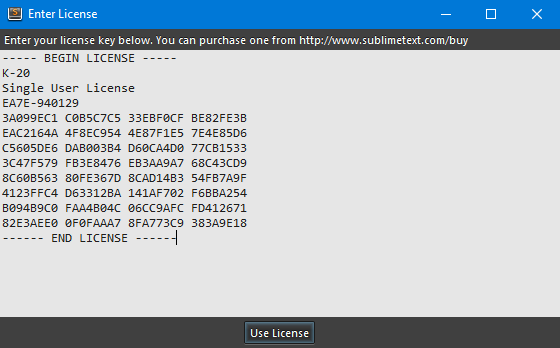 Enter License
Enter your license key below. You can purchase one from http://www.sublimetext.com/buy
----- BEGIN LICENSE -----
K-20
Single User License
EA7E-940129
3A099EC1 C0B5C7C5 33EBF0CF BE82FE3B
EAC2164A 4F8EC954 4E87F1E5 7E4E85D6
C5605DE6 DAB003B4 D60CA4D0 77CB1533
3C47F579 FB3E8476 EB3AA9A7 68C43CD9
8C60B563 80FE367D 8CAD14B3 54FB7A9F
4123FFC4 D63312BA 141AF702 F6BBA254
B094B9C0 FAA4B04C 06CC9AFC FD412671
82E3AEE0 0F0FAAA7 8FA773C9 383A9E18
------ END LICENSE ------
Use License